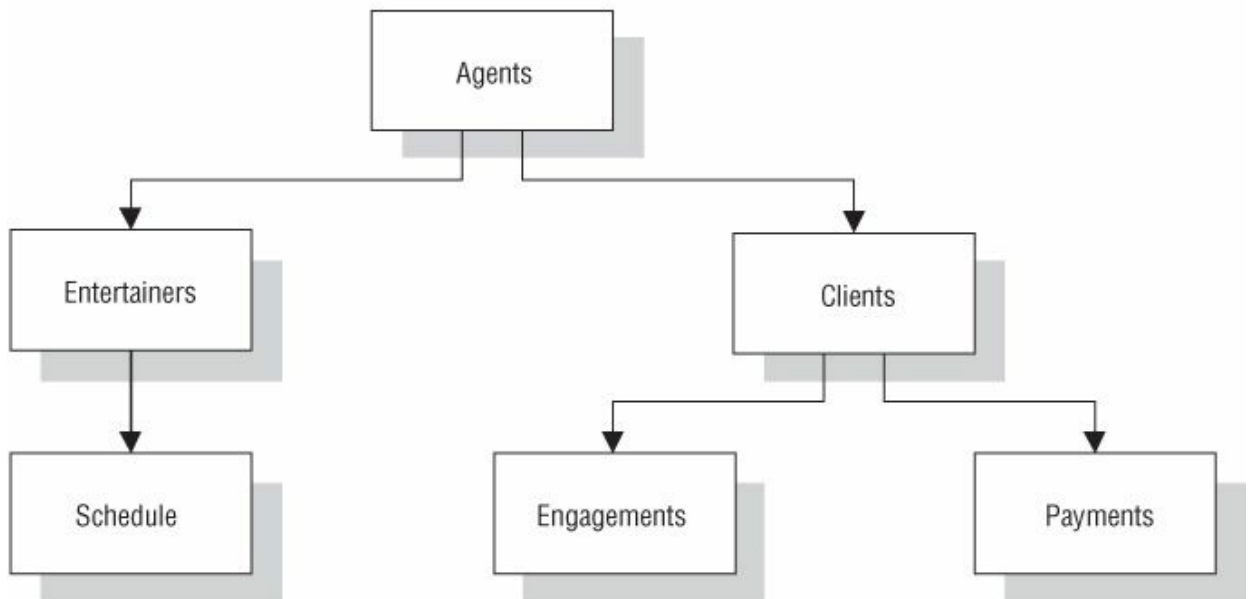 Agents
Entertainers
Clients
Schedule
Engagements
Payments